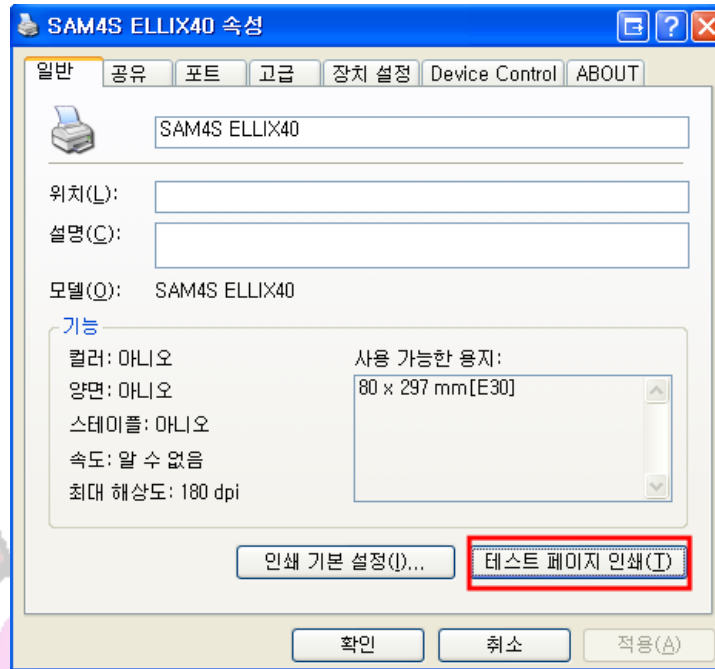 SAM4S ELLIX40 속성
일반 공유 포트 고급 장치 설정 Device Control ABOUT
SAM4S ELLIX40
위치(L):
설명(C):
모델(O): SAM4S ELLIX40
기능
컬러: 아니오
양면: 아니오
스테이플: 아니오
속도: 알 수 없음
최대 해상도: 180 dpi
사용 가능한 용지:
80 x 297 mm[E30]
인쇄 기본 설정(I)... 테스트 페이지 인쇄(T)
확인 취소 적용(A)